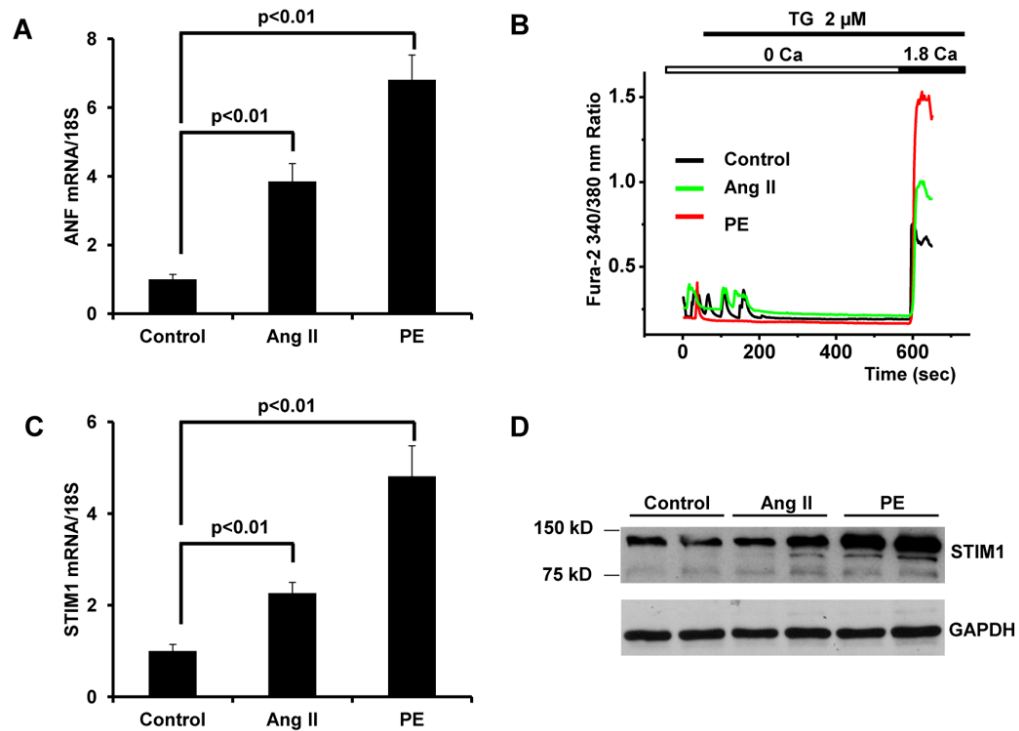 A
p<0.01
p<0.01
ANF mRNA/18S
8
6
4
2
0
Control Ang II PE
B
TG 2 µM
0 Ca 1.8 Ca
Fura-2 340/380 nm Ratio
1.5
1.0
0.5
Control
Ang II
PE
0 200 400 600
Time (sec)
C
p<0.01
p<0.01
STIM1 mRNA/18S
6
4
2
0
Control Ang II PE
D
Control Ang II PE
150 kD
75 kD
STIM1
GAPDH